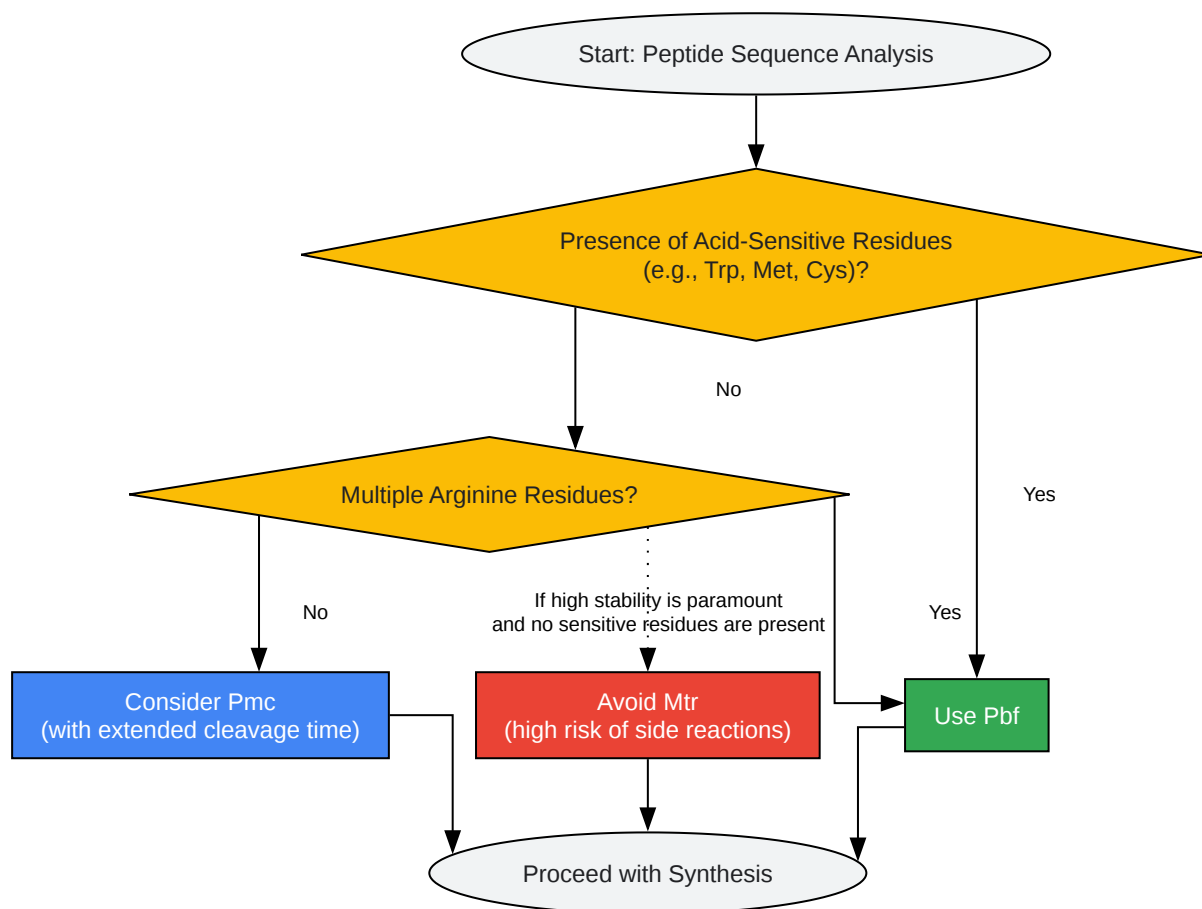 Start: Peptide Sequence Analysis
Presence of Acid-Sensitive Residues
(e.g., Trp, Met, Cys)?
No
Multiple Arginine Residues?
Yes
No
If high stability is paramount
and no sensitive residues are present
Yes
Consider Pmc
(with extended cleavage time)
Avoid Mtr
(high risk of side reactions)
Use Pbf
Proceed with Synthesis